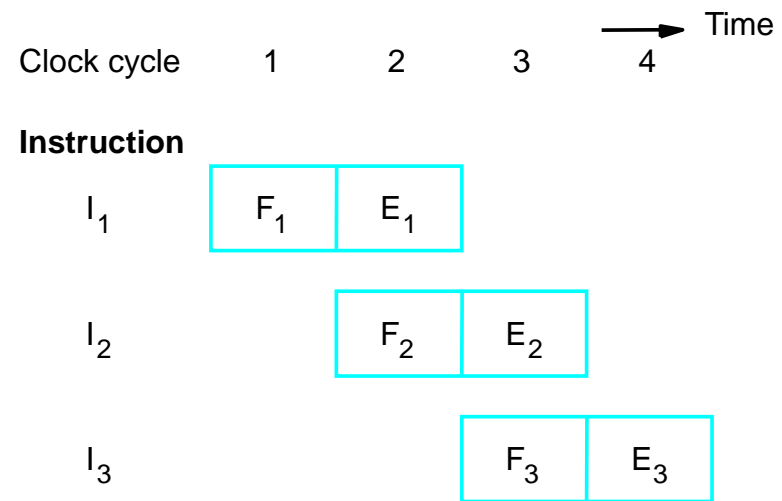 Time
Clock cycle 1 2 3 4
Instruction
I1 F1 E1
I2 F2 E2
I3 F3 E3